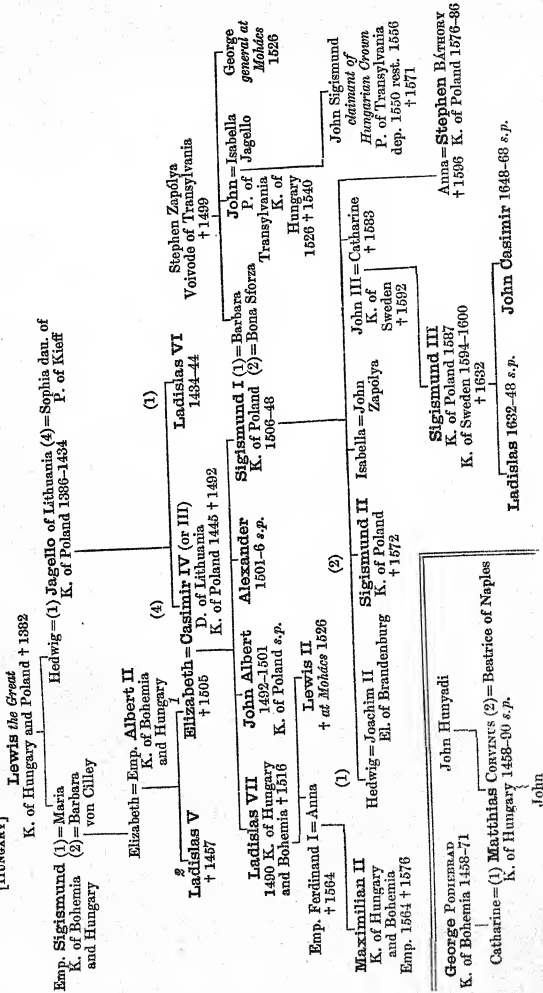 [HUNGARY]
Lewis the Great
K. of Hungary and Poland † 1382
Emp. Sigismund (1)=Maria
K. of Bohemia (2)=Barbara
and Hungary von Cilley
Hedwig=(1) Jagello of Lithuania (4)=Sophia dau. of
K. of Poland 1386–1434 P. of Kieff
Elizabeth=Emp. Albert II
K. of Bohemia
and Hungary
(4)
(1)
2
Ladislas V
† 1457
1
Elizabeth=Casimir IV (or III)
† 1505 D. of Lithuania
K. of Poland 1445 † 1492
Ladislas VI
1434–44
Stephen Zapólya
Voivode of Transylvania
† 1499
Ladislas VII
1490 K. of Hungary
and Bohemia † 1516
John Albert
1492–1501
K. of Poland s.p.
Alexander
1501–6 s.p.
Sigismund I (1)=Barbara
K. of Poland (2)=Bona Sforza
1506–48
John=Isabella
P. of Jagello
Transylvania
K. of
Hungary
1526 † 1540
George
general at
Mohács
1526
Emp. Ferdinand I=Anna
† 1564
Lewis II
† at Mohács 1526
(1)
(2)
John Sigismund
claimant of
Hungarian Crown
P. of Transylvania
dep. 1550 rest. 1556
† 1571
Maximilian II
K. of Hungary
and Bohemia
Emp. 1564 † 1576
Hedwig=Joachim II
El. of Brandenburg
Sigismund II
K. of Poland
† 1572
Isabella=John
Zapólya
John III=Catharine
K. of † 1583
Sweden
† 1592
Anna=Stephen BÁTHORY
† 1596 K. of Poland 1576–86
Sigismund III
K. of Poland 1587
K. of Sweden 1594–1600
† 1632
Ladislas 1632–48 s.p.
John Casimir 1648–68 s.p.
George PODIEBRAD
K. of Bohemia 1458–71
John Hunyadi
Catharine=(1) Matthias CORVINUS (2)=Beatrice of Naples
K. of Hungary 1458–90 s.p.
John